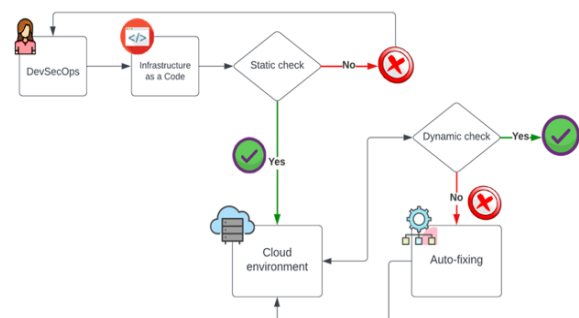 DevSecOps
</>
Infrastructure
as a Code
Static check
No
Yes
Dynamic check
Yes
No
Cloud
environment
Auto-fixing